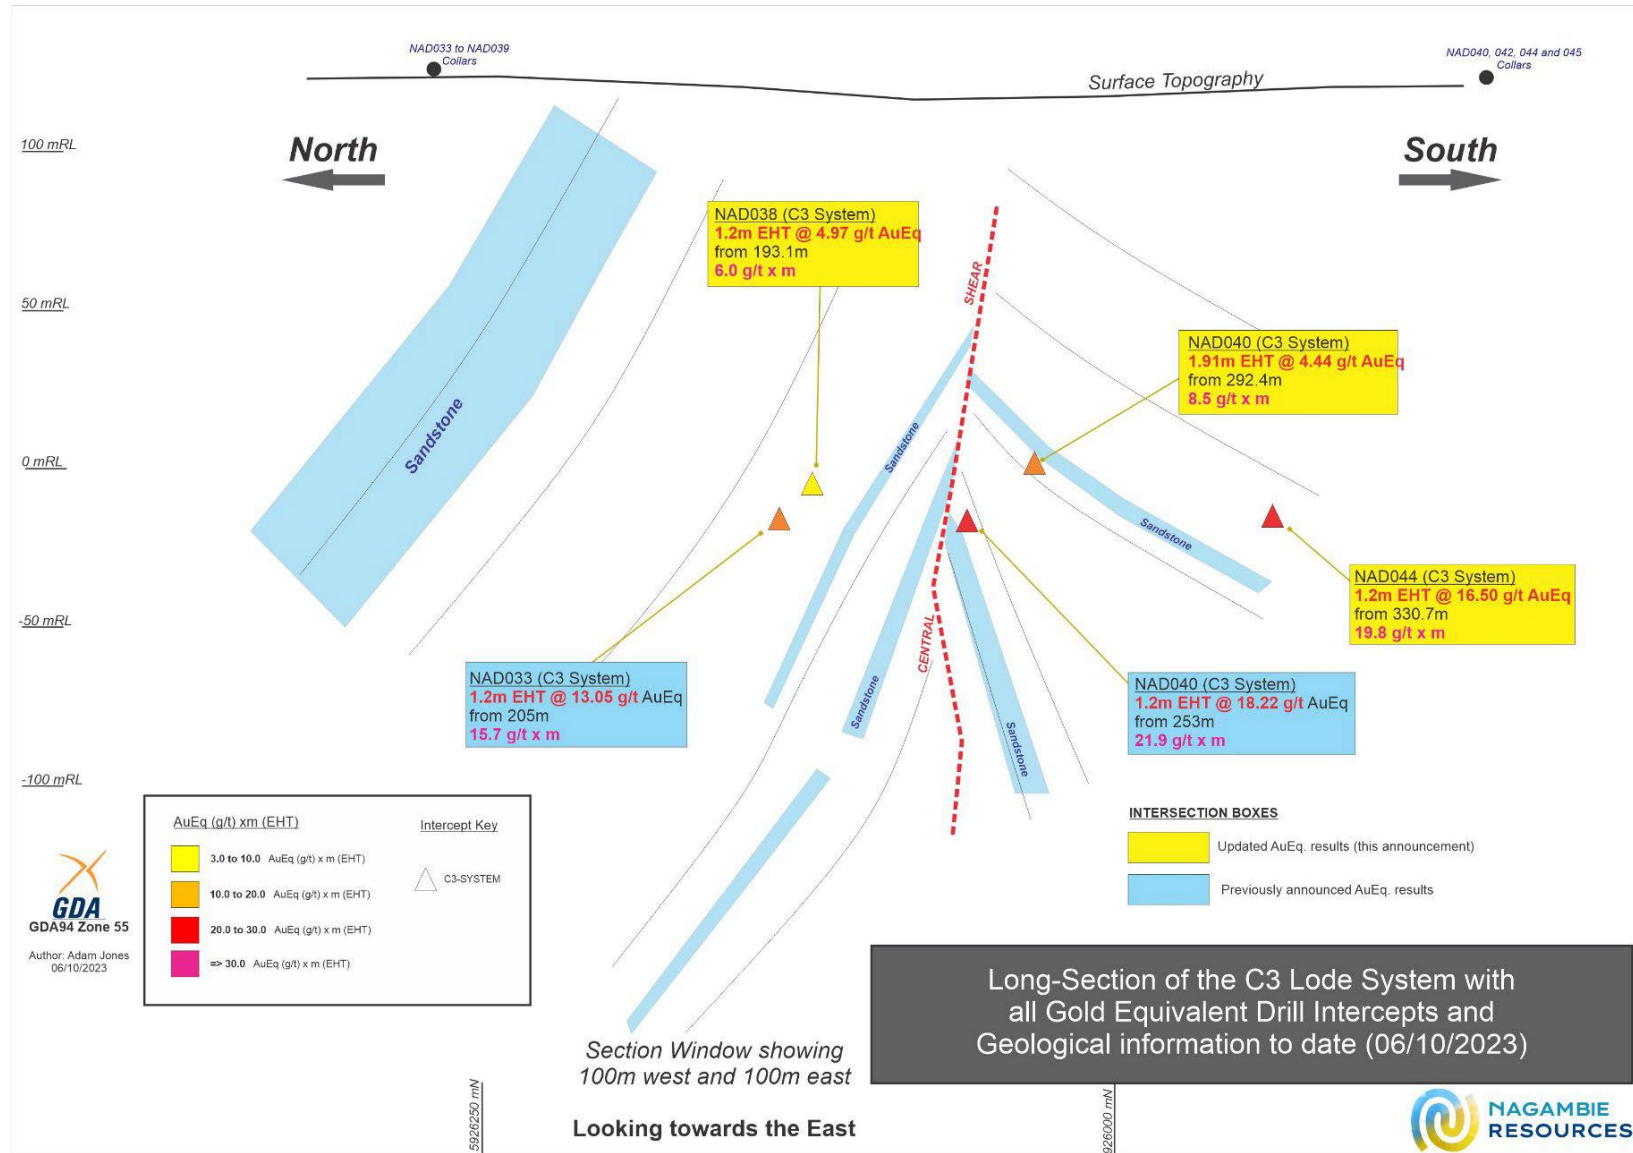 NAD033 to NAD039
Collars
NAD040, 042, 044 and 045
Collars
Surface Topography
100 mRL
North
South
NAD038 (C3 System)
1.2m EHT @ 4.97 g/t AuEq
from 193.1m
6.0 g/t x m
SHEAR
50 mRL
NAD040 (C3 System)
1.91m EHT @ 4.44 g/t AuEq
from 292.4m
8.5 g/t x m
Sandstone
Sandstone
0 mRL
Sandstone
NAD044 (C3 System)
1.2m EHT @ 16.50 g/t AuEq
from 330.7m
19.8 g/t x m
-50 mRL
CENTRAL
NAD033 (C3 System)
1.2m EHT @ 13.05 g/t AuEq
from 205m
15.7 g/t x m
NAD040 (C3 System)
1.2m EHT @ 18.22 g/t AuEq
from 253m
21.9 g/t x m
Sandstone
Sandstone
-100 mRL
AuEq (g/t) xm (EHT)
Intercept Key
3.0 to 10.0 AuEq (g/t) x m (EHT)
C3-SYSTEM
10.0 to 20.0 AuEq (g/t) x m (EHT)
20.0 to 30.0 AuEq (g/t) x m (EHT)
=> 30.0 AuEq (g/t) x m (EHT)
INTERSECTION BOXES
Updated AuEq. results (this announcement)
Previously announced AuEq. results
GDA
GDA94 Zone 55
Author: Adam Jones
06/10/2023
Long-Section of the C3 Lode System with
all Gold Equivalent Drill Intercepts and
Geological information to date (06/10/2023)
Section Window showing
100m west and 100m east
Looking towards the East
5926250 mN
926000 mN
NAGAMBIE
RESOURCES